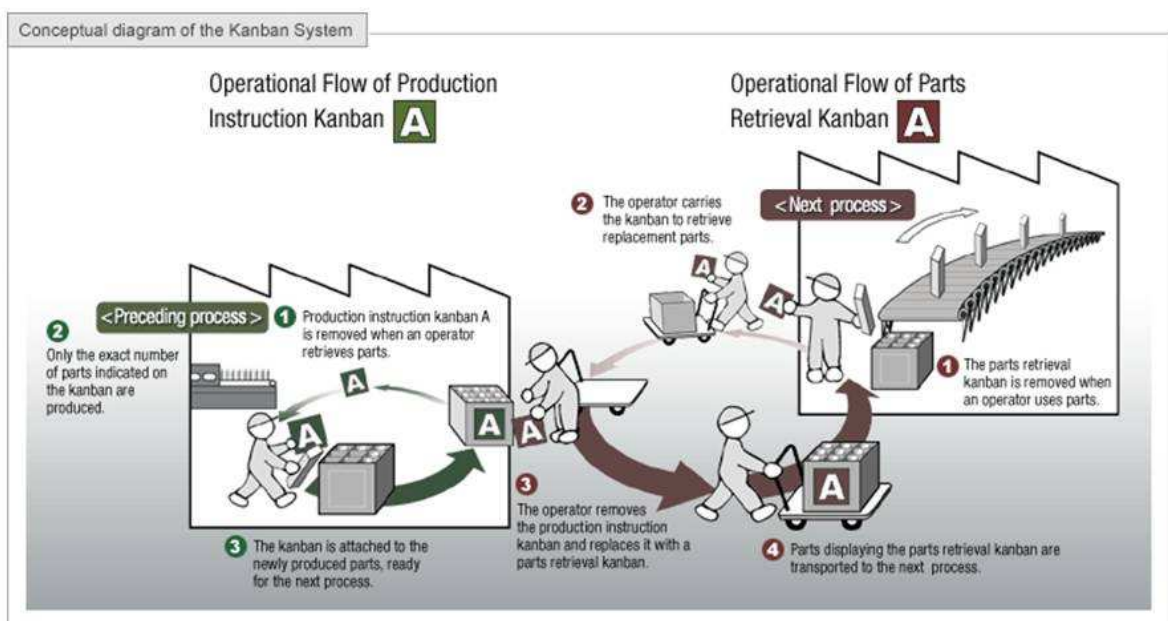 Conceptual diagram of the Kanban System
Operational Flow of Production
Instruction Kanban A
Operational Flow of Parts
Retrieval Kanban A
<Preceding process>
1 Production instruction kanban A
is removed when an operator
retrieves parts.
2
Only the exact number
of parts indicated on
the kanban are
produced.
A
A
A
A
3 The kanban is attached to the
newly produced parts, ready
for the next process.
<Next process>
1 The parts retrieval
kanban is removed when
an operator uses parts.
2 The operator carries
the kanban to retrieve
replacement parts.
A
A
3
The operator removes
the production instruction
kanban and replaces it with a
parts retrieval kanban.
A
4 Parts displaying the parts retrieval kanban are
transported to the next process.